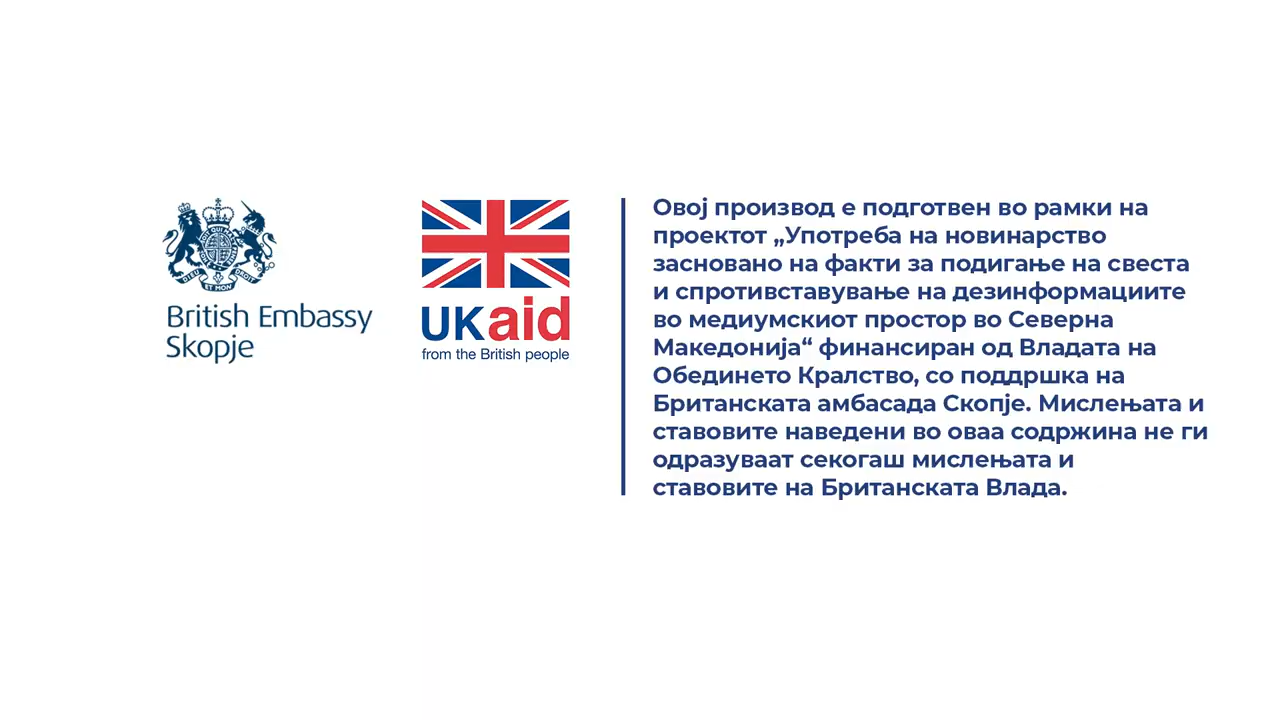 British Embassy
Skopje
UKaid
from the British people
Овој производ е подготвен во рамки на
проектот „Употреба на новинарство
засновано на факти за подигање на свеста
и спротивставување на дезинформациите
во медиумскиот простор во Северна
Македонија“ финансиран од Владата на
Обединето Кралство, со поддршка на
Британската амбасада Скопје. Мислењата и
ставовите наведени во оваа содржина не ги
одразуваат секогаш мислењата и
ставовите на Британската Влада.